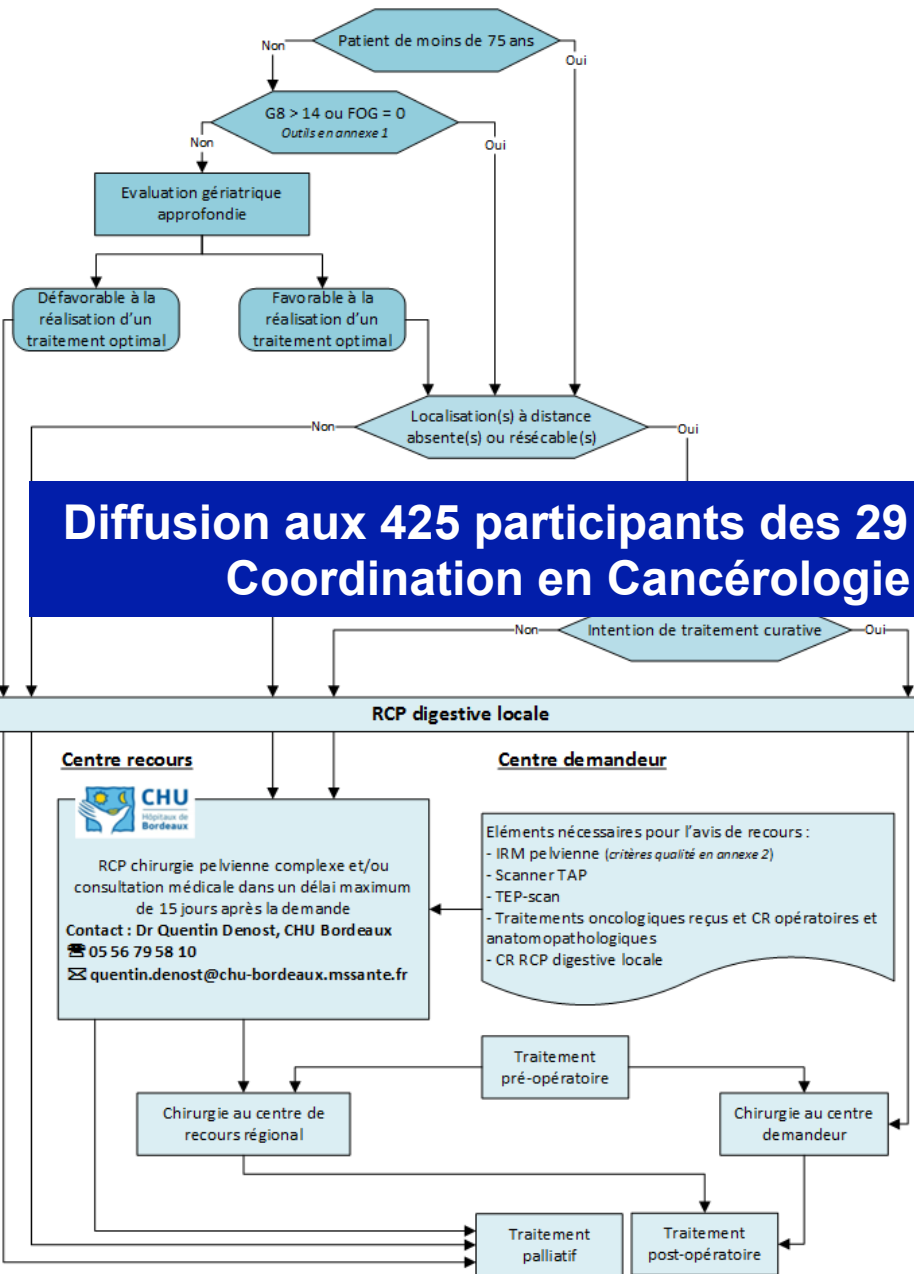 Patient de moins de 75 ans
Non
Oui
G8 > 14 ou FOG = 0
Outils en annexe 1
Non
Oui
Evaluation gériatrique
approfondie
Défavorable à la
réalisation d'un
traitement optimal
Favorable à la
réalisation d'un
traitement optimal
Localisation(s) à distance
absente(s) ou résécable(s)
Non
Oui
Diffusion aux 425 participants des 29
Coordination en Cancérologie
Non
Intention de traitement curative
Oui
RCP digestive locale
Centre recours
CHU
Hôpitaux de
Bordeaux
RCP chirurgie pelvienne complexe et/ou
consultation médicale dans un délai maximum
de 15 jours après la demande
Contact : Dr Quentin Denost, CHU Bordeaux
☎ 05 56 79 58 10
✉ quentin.denost@chu-bordeaux.mssante.fr
Centre demandeur
Eléments nécessaires pour l'avis de recours :
- IRM pelvienne (critères qualité en annexe 2)
- Scanner TAP
- TEP-scan
- Traitements oncologiques reçus et CR opératoires et
anatomopathologiques
- CR RCP digestive locale
Traitement
pré-opératoire
Chirurgie au centre de
recours régional
Chirurgie au centre
demandeur
Traitement
palliatif
Traitement
post-opératoire